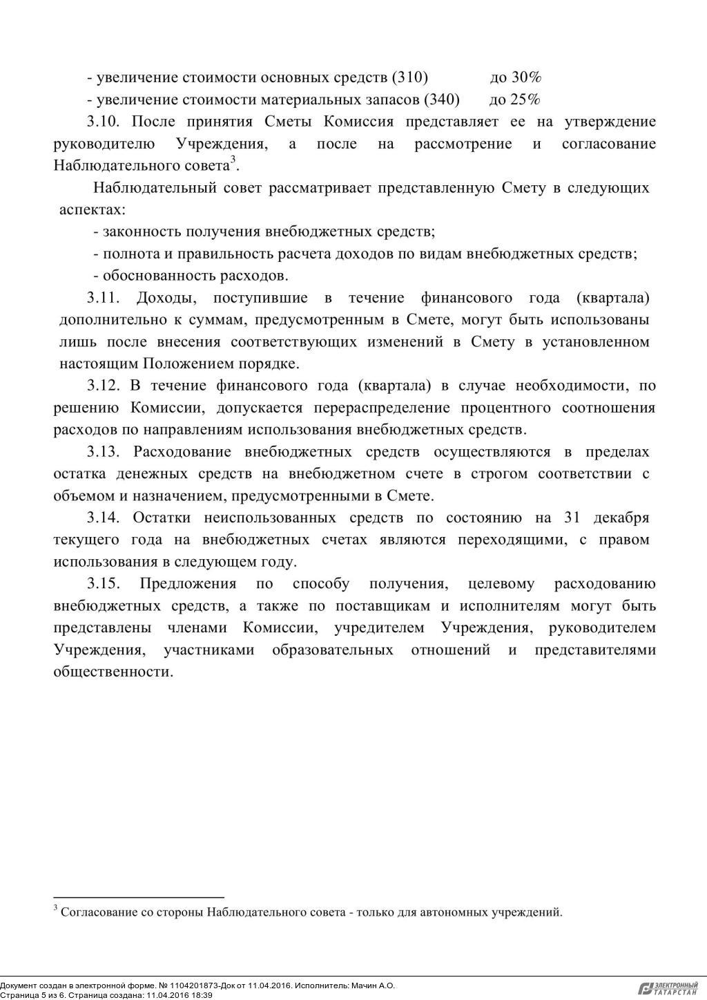 - увеличение стоимости основных средств (310) до 30%
- увеличение стоимости материальных запасов (340) до 25%
3.10. После принятия Сметы Комиссия представляет ее на утверждение
руководителю Учреждения, а после на рассмотрение и согласование
Наблюдательного совета³.
Наблюдательный совет рассматривает представленную Смету в следующих
аспектах:
- законность получения внебюджетных средств;
- полнота и правильность расчета доходов по видам внебюджетных средств;
- обоснованность расходов.
3.11. Доходы, поступившие в течение финансового года (квартала)
дополнительно к суммам, предусмотренным в Смете, могут быть использованы
лишь после внесения соответствующих изменений в Смету в установленном
настоящим Положением порядке.
3.12. В течение финансового года (квартала) в случае необходимости, по
решению Комиссии, допускается перераспределение процентного соотношения
расходов по направлениям использования внебюджетных средств.
3.13. Расходование внебюджетных средств осуществляются в пределах
остатка денежных средств на внебюджетном счете в строгом соответствии с
объемом и назначением, предусмотренными в Смете.
3.14. Остатки неиспользованных средств по состоянию на 31 декабря
текущего года на внебюджетных счетах являются переходящими, с правом
использования в следующем году.
3.15. Предложения по способу получения, целевому расходованию
внебюджетных средств, а также по поставщикам и исполнителям могут быть
представлены членами Комиссии, учредителем Учреждения, руководителем
Учреждения, участниками образовательных отношений и представителями
общественности.
³ Согласование со стороны Наблюдательного совета - только для автономных учреждений.
Документ создан в электронной форме. № 1104201873-Док от 11.04.2016. Исполнитель: Мачин А.О.
Страница 5 из 6. Страница создана: 11.04.2016 18:39
ЭЛЕКТРОННЫЙ
ТАТАРСТАН